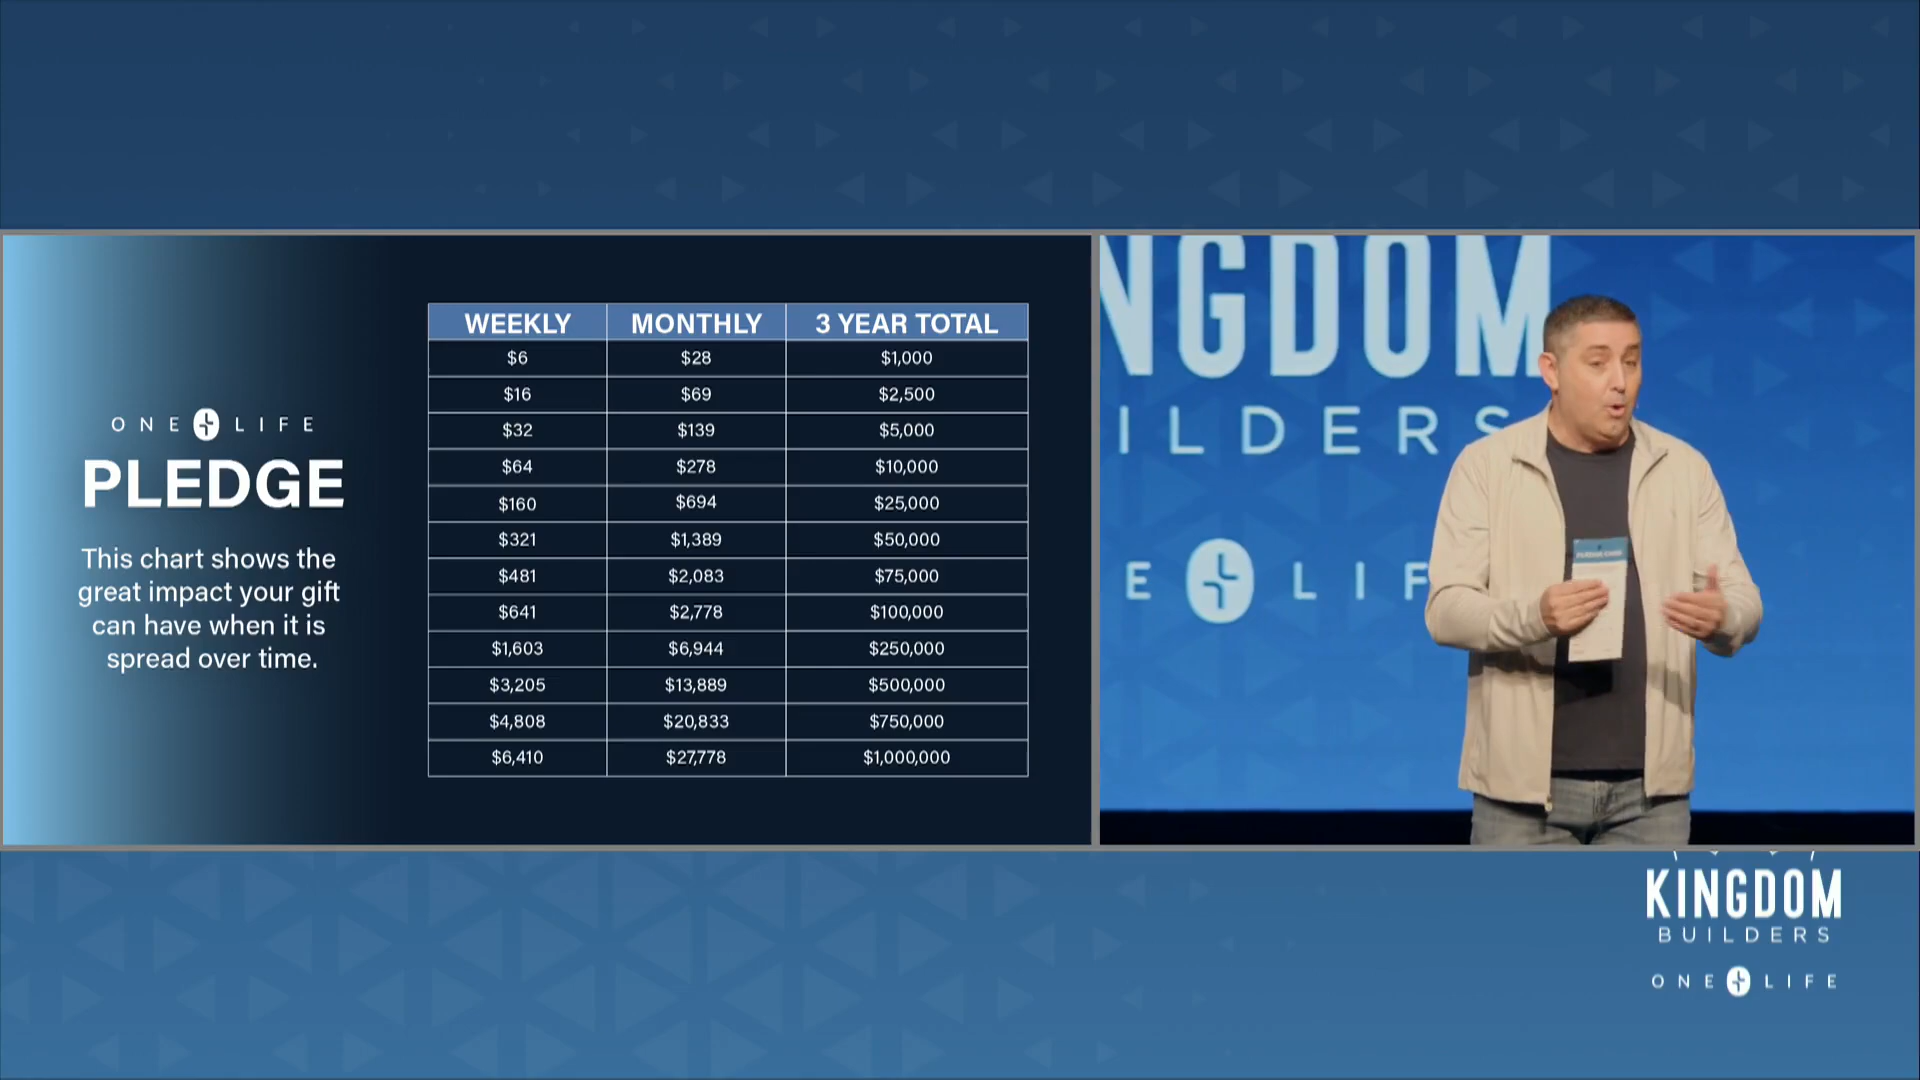 ONE LIFE
PLEDGE
This chart shows the
great impact your gift
can have when it is
spread over time.
WEEKLY MONTHLY 3 YEAR TOTAL
$6 $28 $1,000
$16 $69 $2,500
$32 $139 $5,000
$64 $278 $10,000
$160 $694 $25,000
$321 $1,389 $50,000
$481 $2,083 $75,000
$641 $2,778 $100,000
$1,603 $6,944 $250,000
$3,205 $13,889 $500,000
$4,808 $20,833 $750,000
$6,410 $27,778 $1,000,000
NGDOM
ILDERS
E LIF
KINGDOM
BUILDERS
ONE LIFE